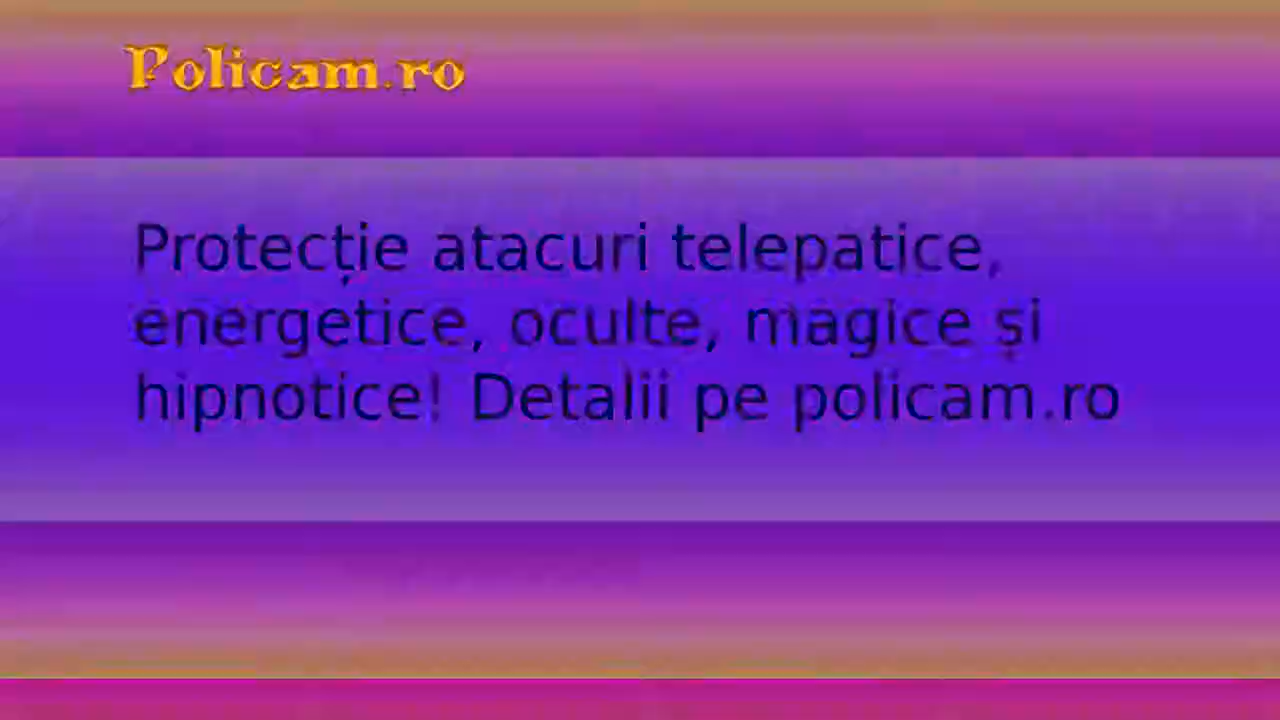 Policam.ro
Protecție atacuri telepatice,
energetice, oculte, magice și
hipnotice! Detalii pe policam.ro